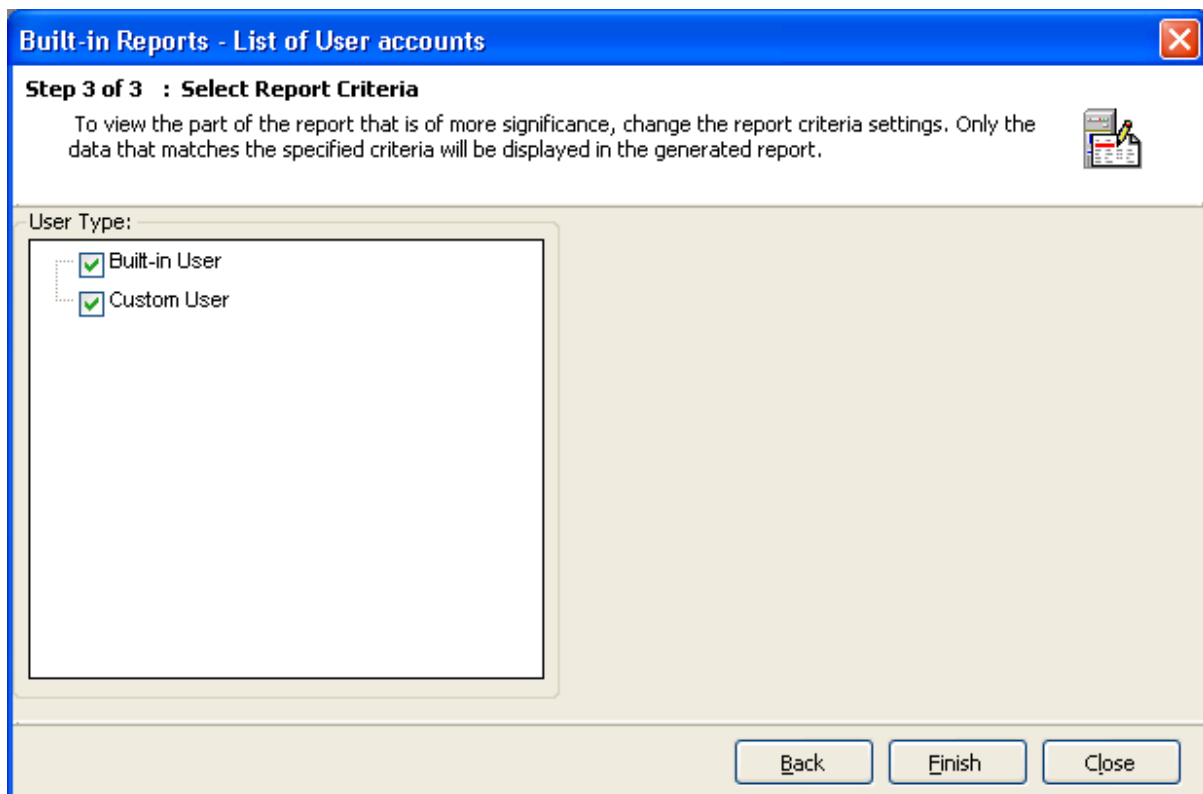 Built-in Reports - List of User accounts
Step 3 of 3 : Select Report Criteria
To view the part of the report that is of more significance, change the report criteria settings. Only the
data that matches the specified criteria will be displayed in the generated report.
User Type:
Built-in User
Custom User
Back Finish Close